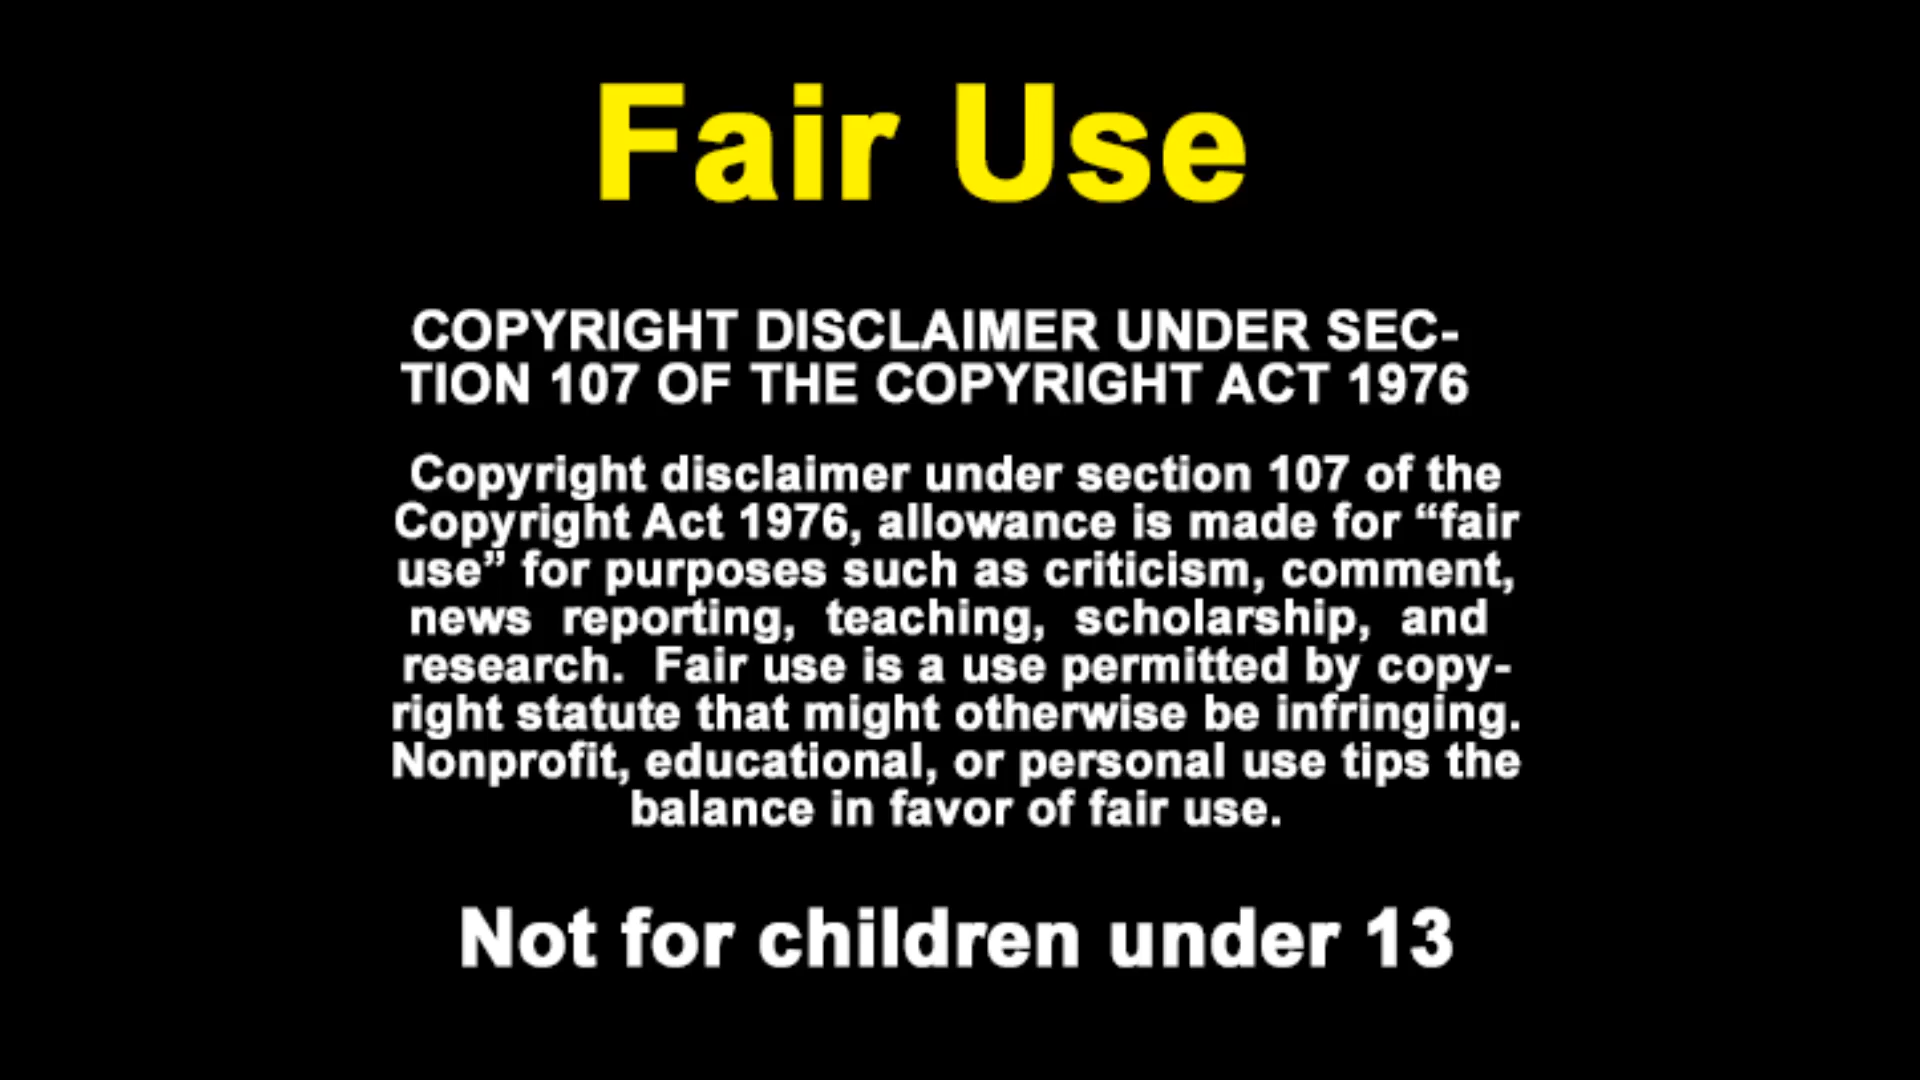 Fair Use
COPYRIGHT DISCLAIMER UNDER SEC-
TION 107 OF THE COPYRIGHT ACT 1976
Copyright disclaimer under section 107 of the
Copyright Act 1976, allowance is made for “fair
use” for purposes such as criticism, comment,
news reporting, teaching, scholarship, and
research. Fair use is a use permitted by copy-
right statute that might otherwise be infringing.
Nonprofit, educational, or personal use tips the
balance in favor of fair use.
Not for children under 13